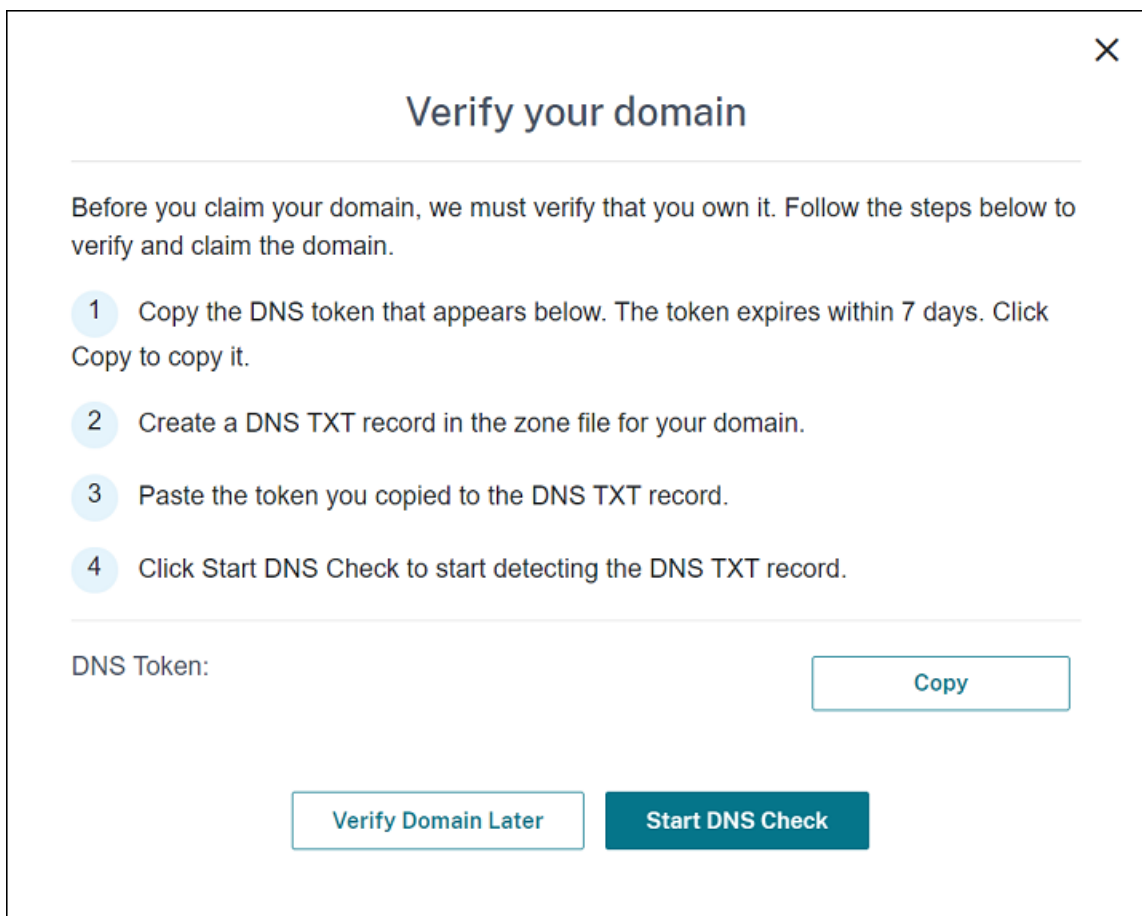 Verify your domain
Before you claim your domain, we must verify that you own it. Follow the steps below to
verify and claim the domain.
1 Copy the DNS token that appears below. The token expires within 7 days. Click
Copy to copy it.
2 Create a DNS TXT record in the zone file for your domain.
3 Paste the token you copied to the DNS TXT record.
4 Click Start DNS Check to start detecting the DNS TXT record.
DNS Token:
Copy
Verify Domain Later
Start DNS Check